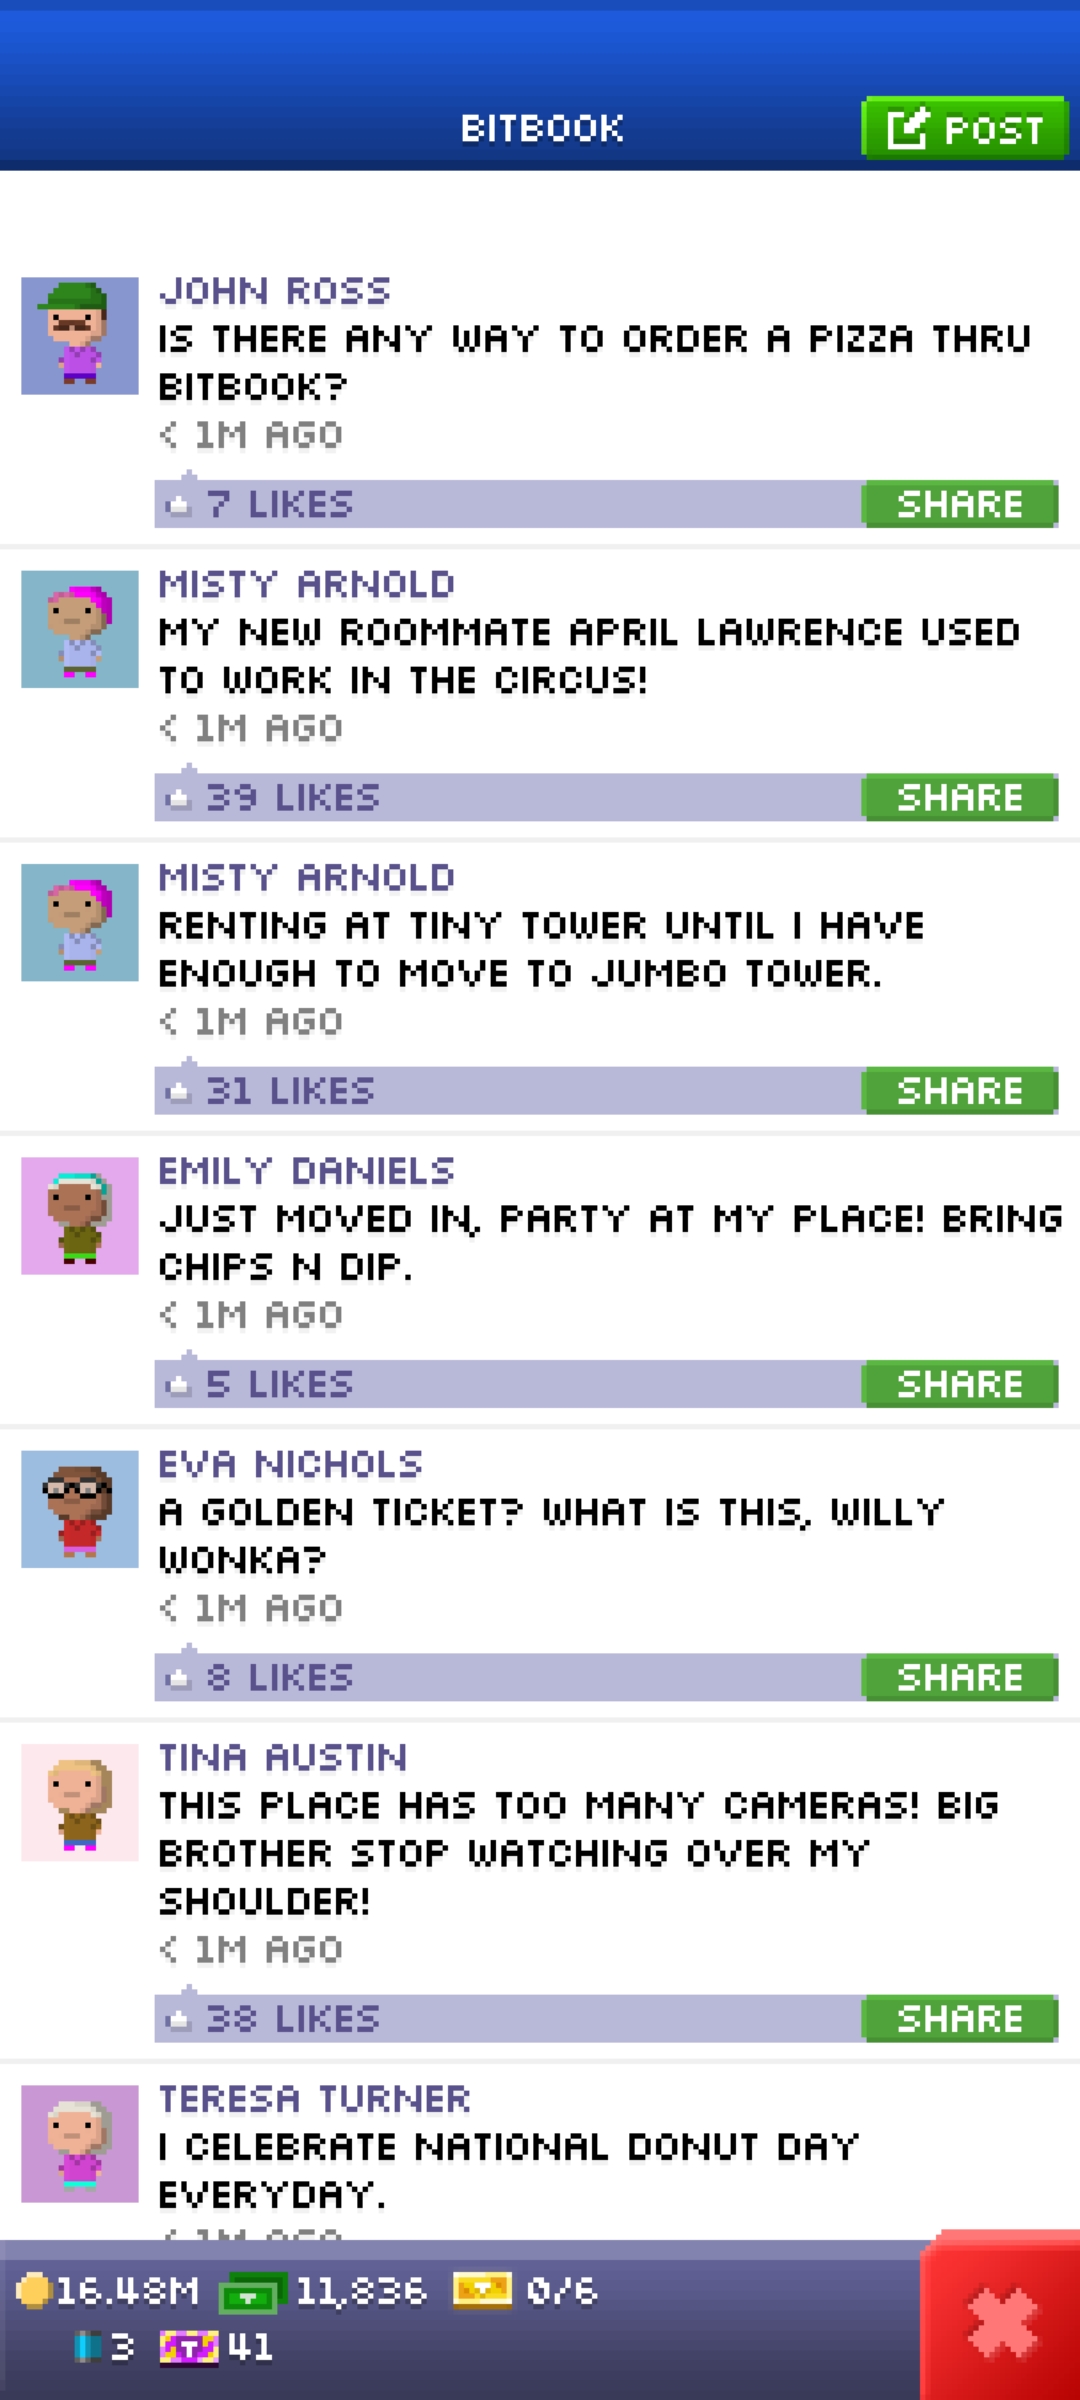 BITBOOK
POST
JOHN ROSS
IS THERE ANY WAY TO ORDER A PIZZA THRU
BITBOOK?
< 1M AGO
7 LIKES
SHARE
MISTY ARNOLD
MY NEW ROOMMATE APRIL LAWRENCE USED
TO WORK IN THE CIRCUS!
< 1M AGO
39 LIKES
SHARE
MISTY ARNOLD
RENTING AT TINY TOWER UNTIL I HAVE
ENOUGH TO MOVE TO JUMBO TOWER.
< 1M AGO
31 LIKES
SHARE
EMILY DANIELS
JUST MOVED IN, PARTY AT MY PLACE! BRING
CHIPS N DIP.
< 1M AGO
5 LIKES
SHARE
EVA NICHOLS
A GOLDEN TICKET? WHAT IS THIS, WILLY
WONKA?
< 1M AGO
8 LIKES
SHARE
TINA AUSTIN
THIS PLACE HAS TOO MANY CAMERAS! BIG
BROTHER STOP WATCHING OVER MY
SHOULDER!
< 1M AGO
38 LIKES
SHARE
TERESA TURNER
I CELEBRATE NATIONAL DONUT DAY
EVERYDAY.
< 1M AGO
16.48M 11,836 0/6
3 T 41